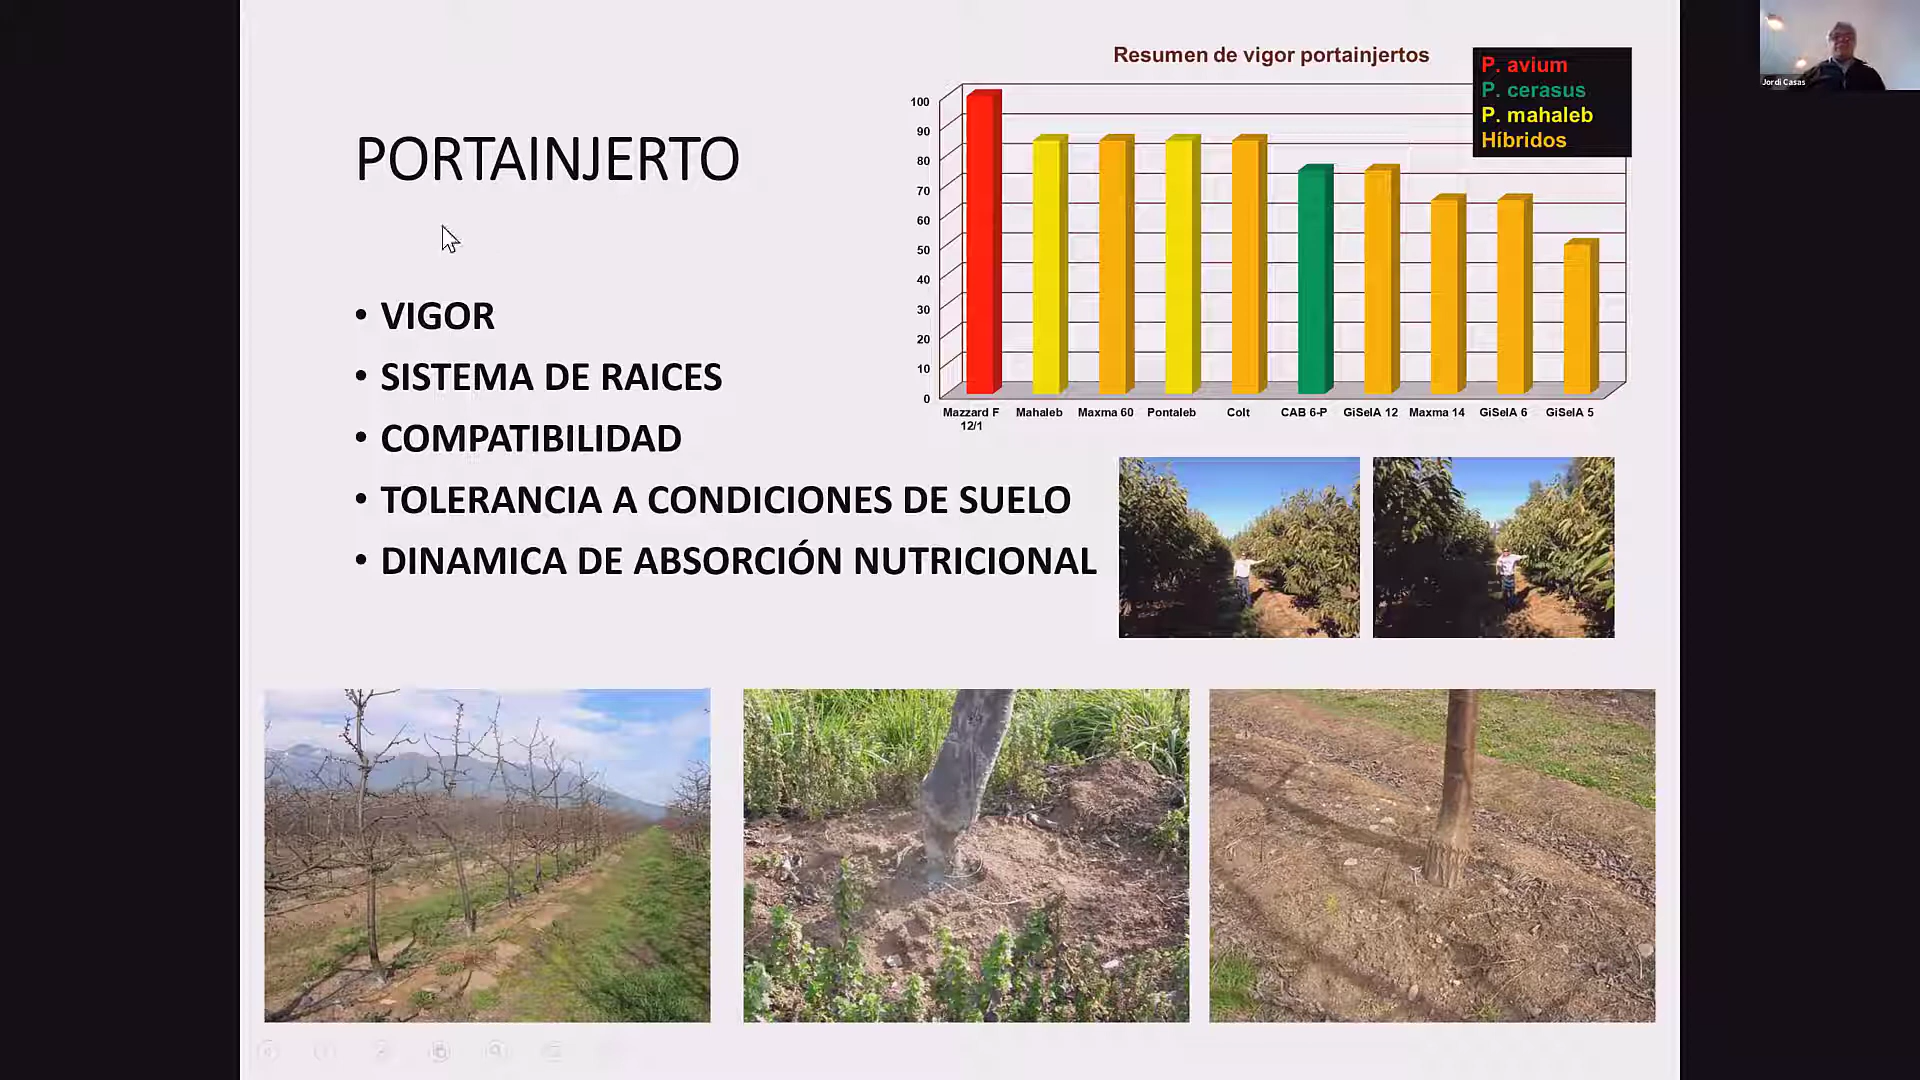 PORTAINJERTO
• VIGOR
• SISTEMA DE RAICES
• COMPATIBILIDAD
• TOLERANCIA A CONDICIONES DE SUELO
• DINAMICA DE ABSORCIÓN NUTRICIONAL
Resumen de vigor portainjertos
P. avium
P. cerasus
P. mahaleb
Híbridos
100
90
80
70
60
50
40
30
20
10
0
Mazzard F 12/1
Mahaleb
Maxma 60
Pontaleb
Colt
CAB 6-P
GiSelA 12
Maxma 14
GiSelA 6
GiSelA 5
Jordi Casas